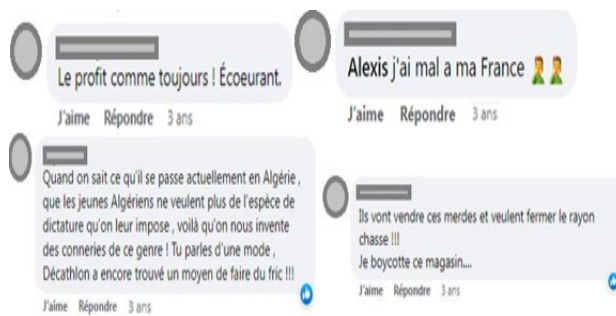 Le profit comme toujours ! Écoeurant.
J'aime Répondre 3 ans
Alexis j'ai mal a ma France 🤦‍♂️🤦‍♂️
J'aime Répondre 3 ans
Quand on sait ce qu'il se passe actuellement en Algérie ,
que les jeunes Algériens ne veulent plus de l'espèce de
dictature qu'on leur impose , voilà qu'on nous invente
des conneries de ce genre ! Tu parles d'une mode ,
Décathlon a encore trouvé un moyen de faire du fric !!!
J'aime Répondre 3 ans
Ils vont vendre ces merdes et veulent fermer le rayon
chasse !!!
Je boycotte ce magasin....
J'aime Répondre 3 ans